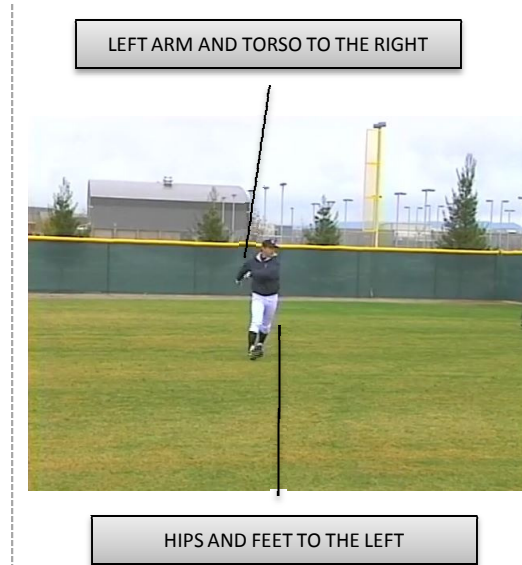 LEFT ARM AND TORSO TO THE RIGHT
HIPS AND FEET TO THE LEFT